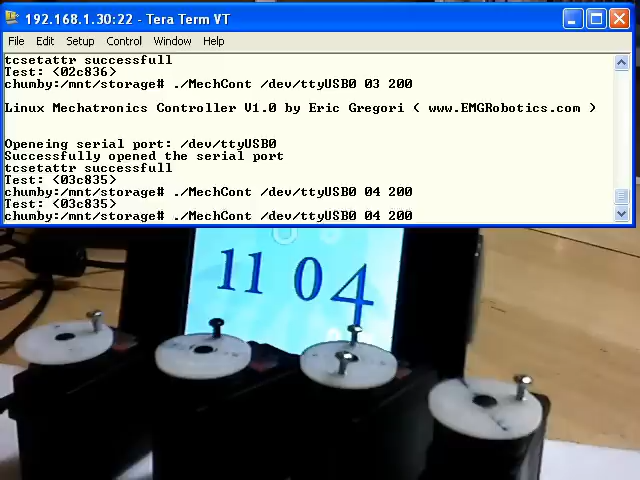 192.168.1.30:22 - Tera Term VT
File Edit Setup Control Window Help
tcsetattr successfull
Test: <02c836>
chumby:/mnt/storage# ./MechCont /dev/ttyUSB0 03 200
Linux Mechatronics Controller V1.0 by Eric Gregori ( www.EMGRobotics.com )
Openeing serial port: /dev/ttyUSB0
Successfully opened the serial port
tcsetattr successfull
Test: <03c835>
chumby:/mnt/storage# ./MechCont /dev/ttyUSB0 04 200
Test: <03c835>
chumby:/mnt/storage# ./MechCont /dev/ttyUSB0 04 200
11 04